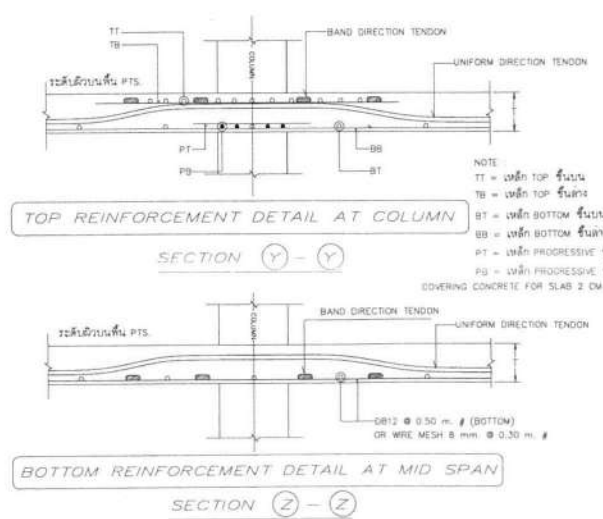 TT
TB
COLUMN
BAND DIRECTION TENDON
UNIFORM DIRECTION TENDON
ระดับผิวบนพื้น PTS.
T
PT
PB
BB
BT
NOTE :
TT = เหล็ก TOP ชั้นบน
TB = เหล็ก TOP ชั้นล่าง
BT = เหล็ก BOTTOM ชั้นบน
BB = เหล็ก BOTTOM ชั้นล่าง
PT = เหล็ก PROGRESSIVE
PB = เหล็ก PROGRESSIVE
COVERING CONCRETE FOR SLAB 2 CM
TOP REINFORCEMENT DETAIL AT COLUMN
SECTION Y - Y
COLUMN
BAND DIRECTION TENDON
UNIFORM DIRECTION TENDON
ระดับผิวบนพื้น PTS.
T
DB12 @ 0.50 m. # (BOTTOM)
OR WIRE MESH 8 mm. @ 0.30 m. #
BOTTOM REINFORCEMENT DETAIL AT MID SPAN
SECTION Z - Z